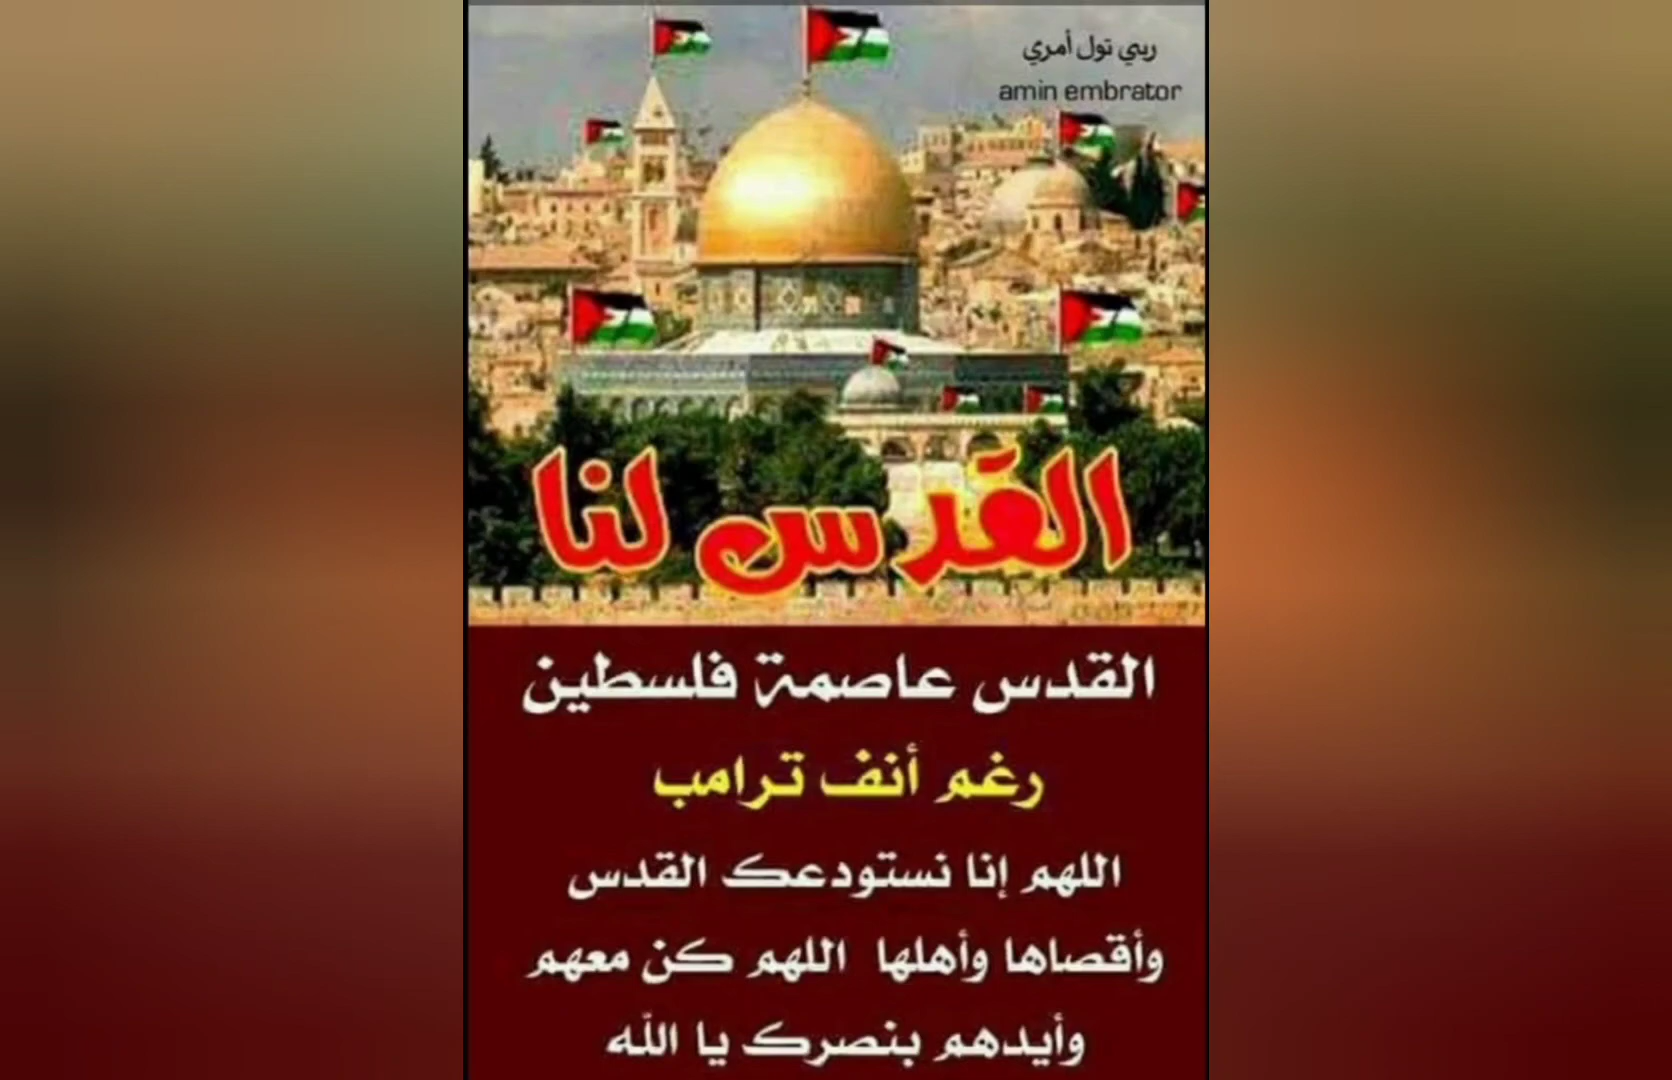 ربي تول أمري
amin embrator
القدس لنا
القدس عاصمة فلسطين
رغم أنف ترامب
اللهم إنا نستودعك القدس
وأقصاها وأهلها اللهم كن معهم
وأيدهم بنصرك يا الله